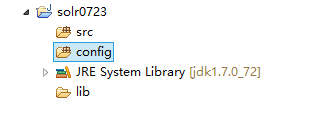 solr0723
src
config
JRE System Library [jdk1.7.0_72]
lib